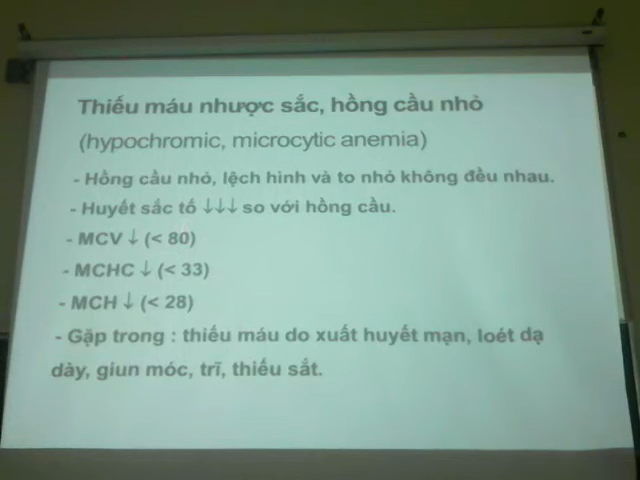 Thiếu máu nhược sắc, hồng cầu nhỏ
(hypochromic, microcytic anemia)
- Hồng cầu nhỏ, lệch hình và to nhỏ không đều nhau.
- Huyết sắc tố ↓↓↓ so với hồng cầu.
- MCV ↓ (< 80)
- MCHC ↓ (< 33)
- MCH ↓ (< 28)
- Gặp trong : thiếu máu do xuất huyết mạn, loét dạ
dày, giun móc, trĩ, thiếu sắt.